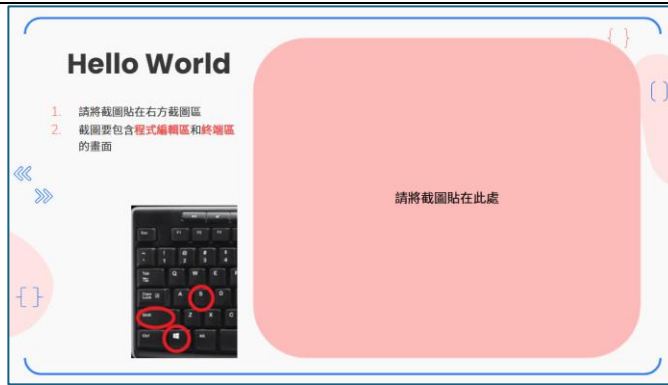 Hello World
1. 請將截圖貼在右方截圖區
2. 截圖要包含程式編輯區和終端區
的畫面
請將截圖貼在此處
{ }
{ }
Q W E
A S D
Z X C